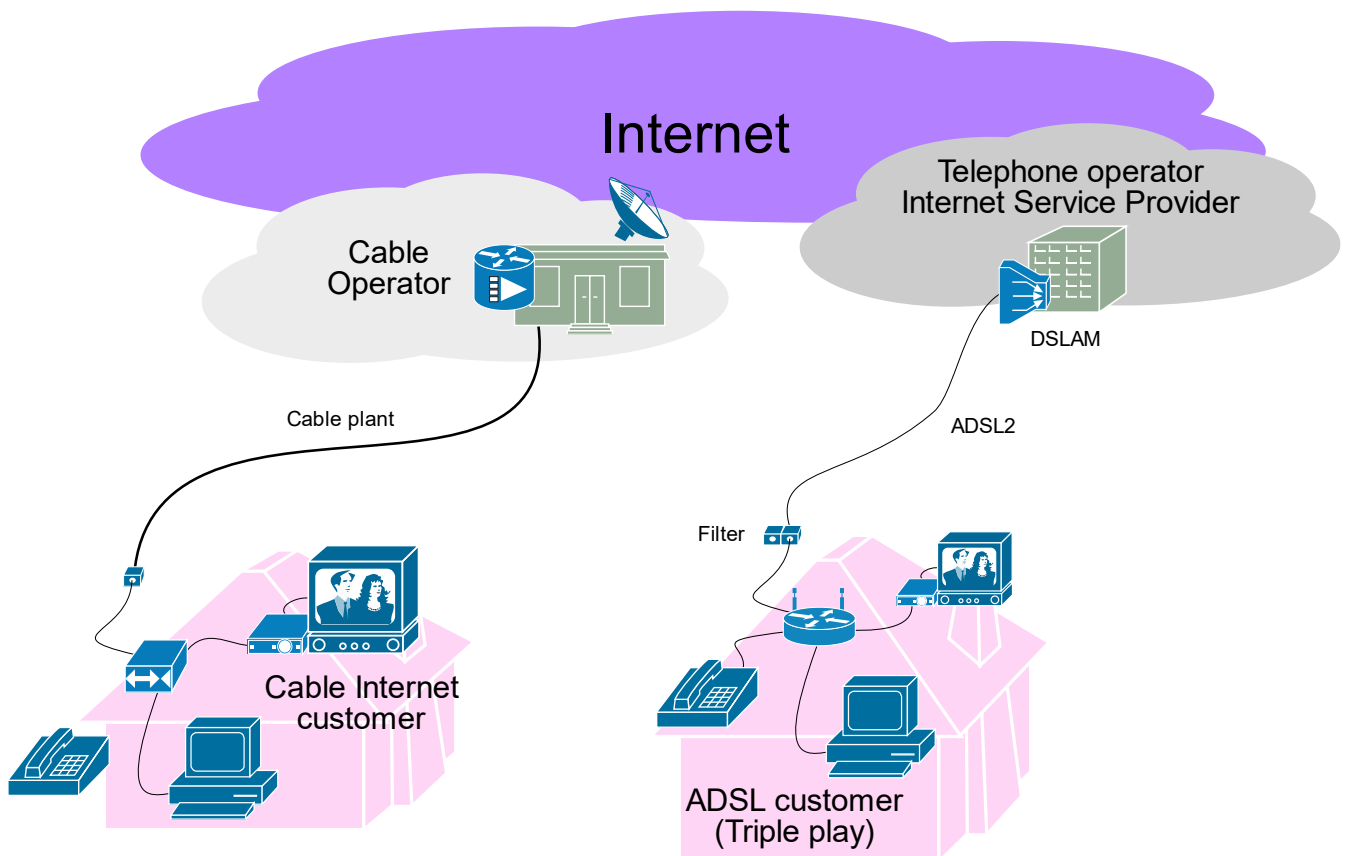 Internet
Telephone operator
Internet Service Provider
Cable
Operator
DSLAM
Cable plant
ADSL2
Filter
Cable Internet
customer
ADSL customer
(Triple play)